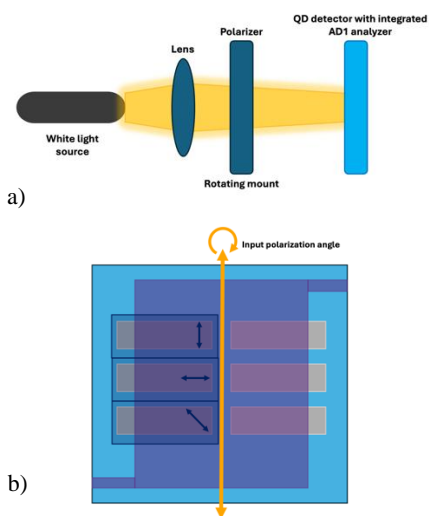 QD detector with integrated
AD1 analyzer
Polarizer
Lens
White light
source
Rotating mount
a)
Input polarization angle
b)